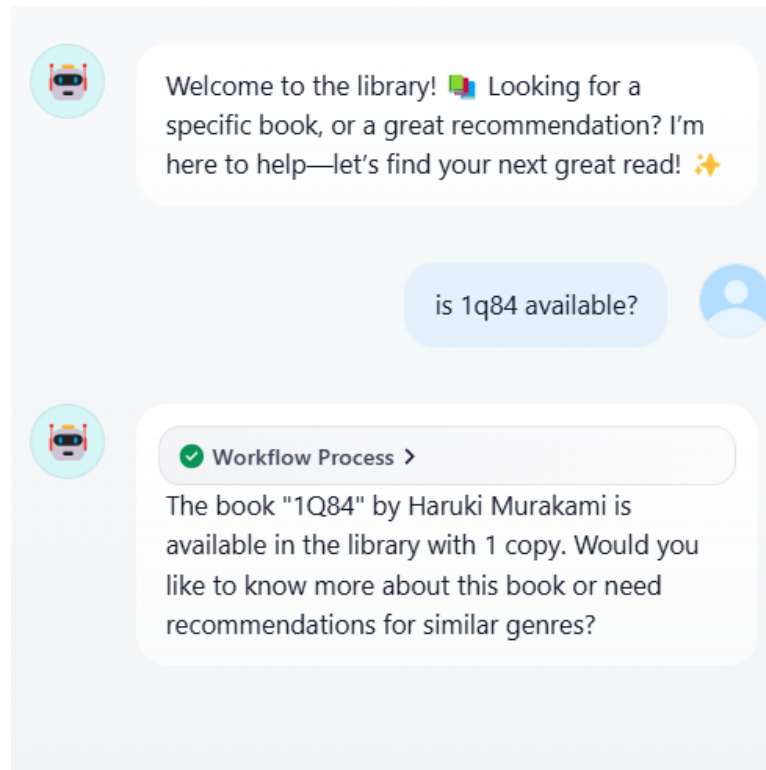 Welcome to the library! 📚 Looking for a
specific book, or a great recommendation? I’m
here to help—let’s find your next great read! ✨
is 1q84 available?
Workflow Process >
The book "1Q84" by Haruki Murakami is
available in the library with 1 copy. Would you
like to know more about this book or need
recommendations for similar genres?